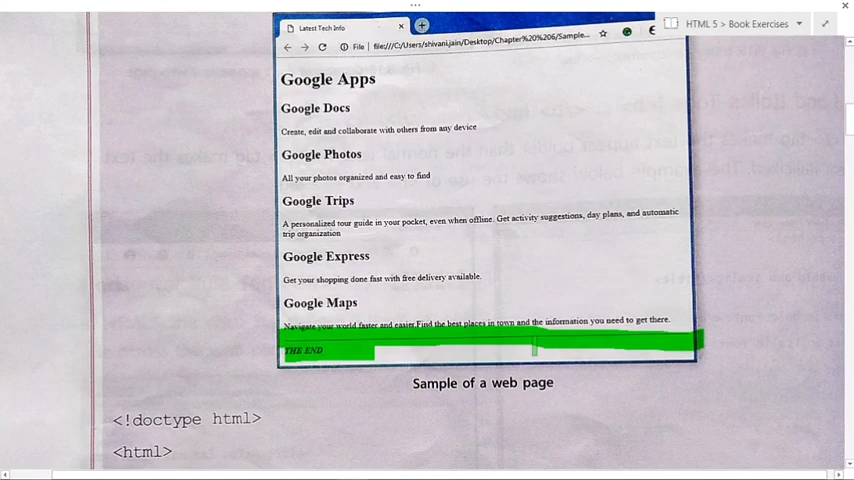 HTML 5 > Book Exercises
Latest Tech Info
File
file:///C:/Users/shivani.jain/Desktop/Chapter%20%206/Sample...
Google Apps
Google Docs
Create, edit and collaborate with others from any device
Google Photos
All your photos organized and easy to find
Google Trips
A personalized tour guide in your pocket, even when offline. Get activity suggestions, day plans, and automatic
trip organization
Google Express
Get your shopping done fast with free delivery available.
Google Maps
Navigate your world faster and easier.Find the best places in town and the information you need to get there.
THE END
Sample of a web page
<!doctype html>
<html>